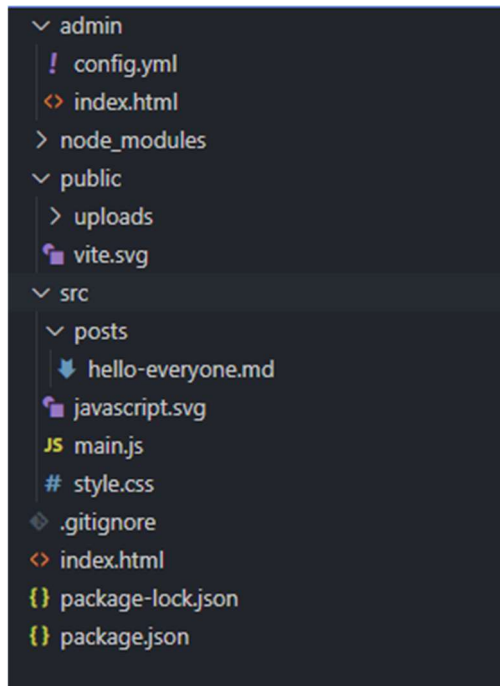 admin
config.yml
index.html
node_modules
public
uploads
vite.svg
src
posts
hello-everyone.md
javascript.svg
JS main.js
# style.css
.gitignore
index.html
package-lock.json
package.json